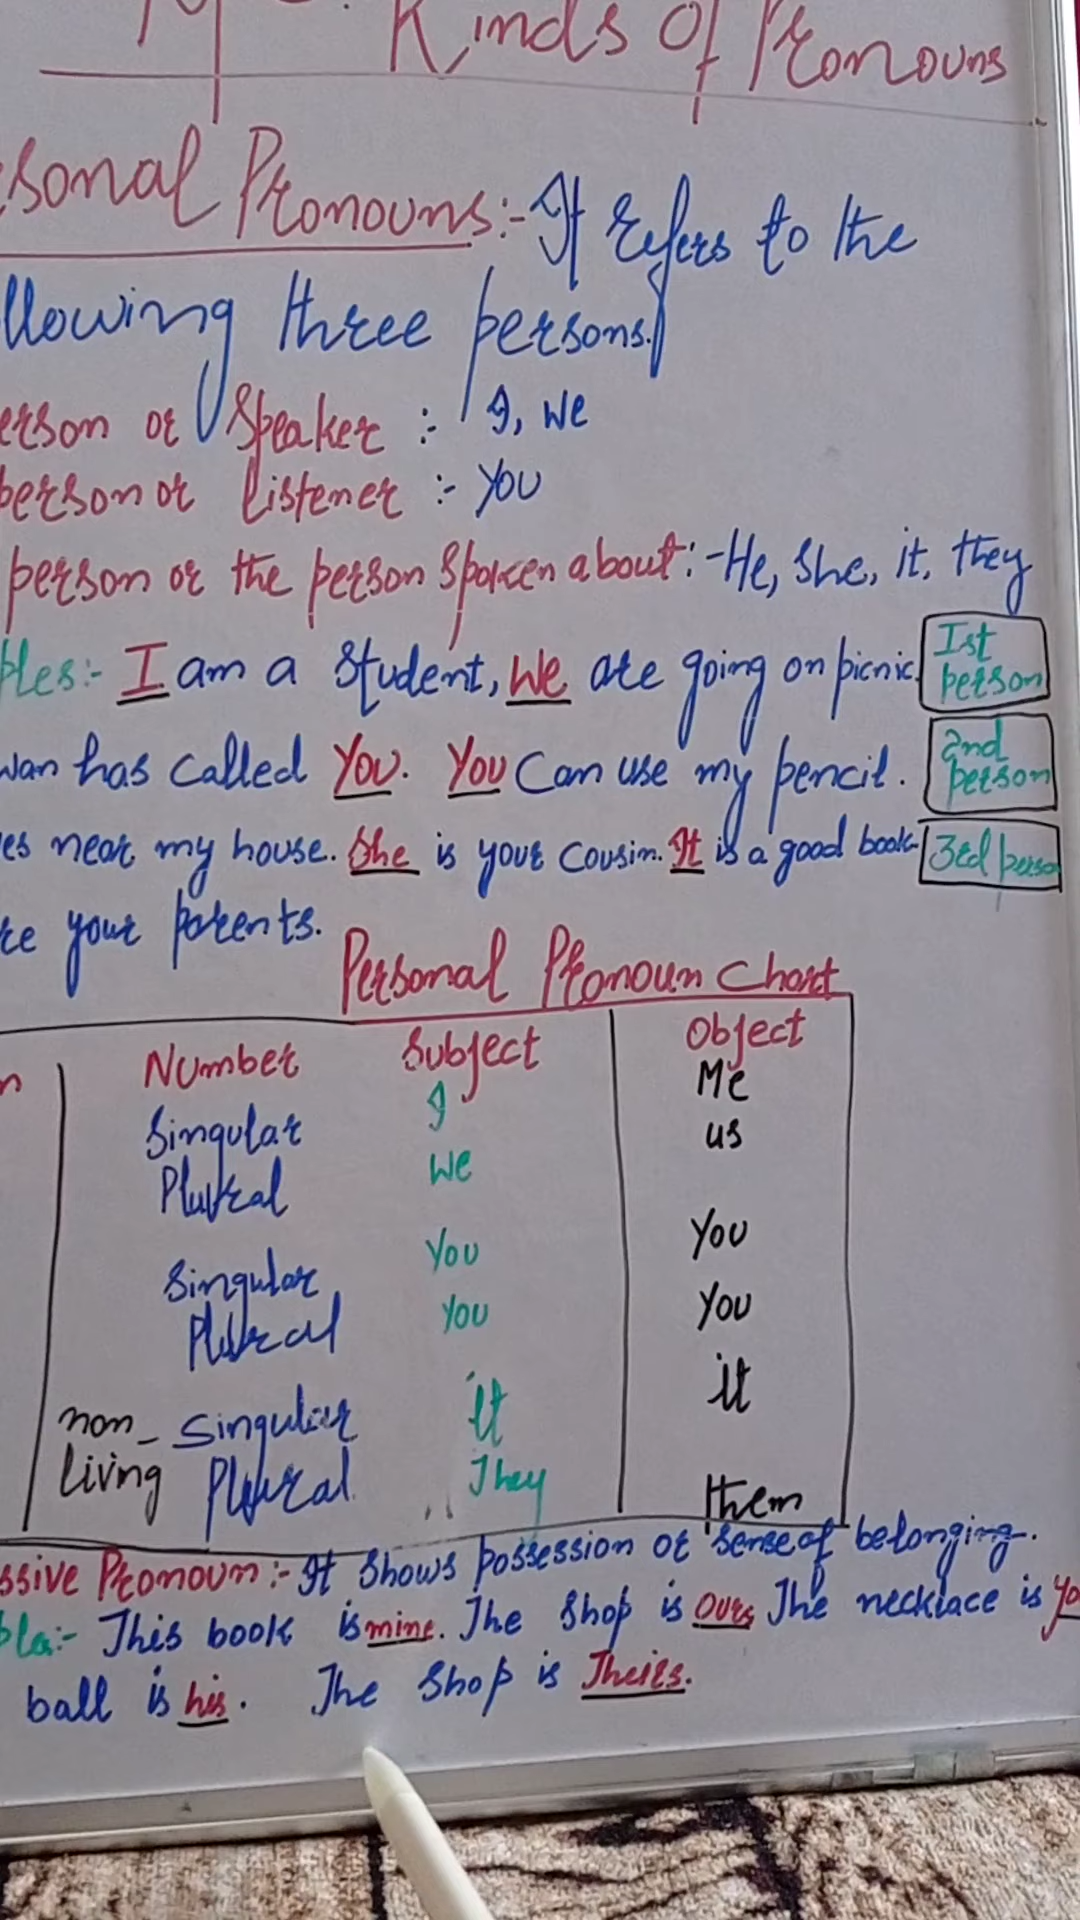 Kinds of Pronouns
sonal Pronouns:- It refers to the
llowing three persons.
erson or Speaker :- I, We
person or listener :- You
person or the person spoken about:- He, She, it, they
ples:- I am a Student, We are going on picnic. Ist person
wan has called You. You Can use my pencil. 2nd person
es near my house. She is your cousin. It is a good book. 3rd person
re your parents.
Personal Pronoun Chart
n Number Subject Object
Singular I Me
Plural We us
Singular You You
Plural You You
non- Singular it it
living Plural They them
ssive Pronoun:- It shows possession or sense of belonging.
ple:- This book is mine. The Shop is ours The necklace is yo
ball is his. The Shop is Theirs.